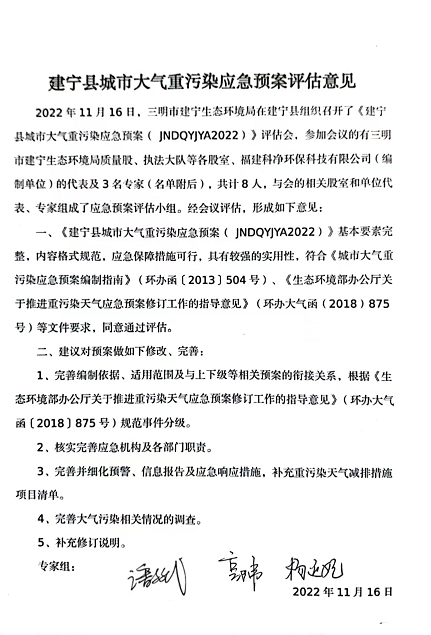 建宁县城市大气重污染应急预案评估意见
2022 年 11 月 16 日，三明市建宁生态环境局在建宁县组织召开了《建宁
县城市大气重污染应急预案（ JNDQYJYA2022）》评估会，参加会议的有三明
市建宁生态环境局质量股、执法大队等各股室、福建科净环保科技有限公司（编
制单位）的代表及 3 名专家（名单附后），共计 8 人，与会的相关股室和单位代
表、专家组成了应急预案评估小组。经会议评估，形成如下意见：
一、《建宁县城市大气重污染应急预案（ JNDQYJYA2022）》基本要素完
整，内容格式规范，应急保障措施可行，具有较强的实用性，符合《城市大气重
污染应急预案编制指南》（环办函〔2013〕504 号）、《生态环境部办公厅关
于推进重污染天气应急预案修订工作的指导意见》（环办大气函（2018）875
号）等文件要求，同意通过评估。
二、建议对预案做如下修改、完善：
1、完善编制依据、适用范围及与上下级等相关预案的衔接关系，根据《生
态环境部办公厅关于推进重污染天气应急预案修订工作的指导意见》（环办大气
函〔2018〕875 号）规范事件分级。
2、核实完善应急机构及各部门职责。
3、完善并细化预警、信息报告及应急响应措施，补充重污染天气减排措施
项目清单。
4、完善大气污染相关情况的调查。
5、补充修订说明。
专家组：
2022 年 11 月 16 日